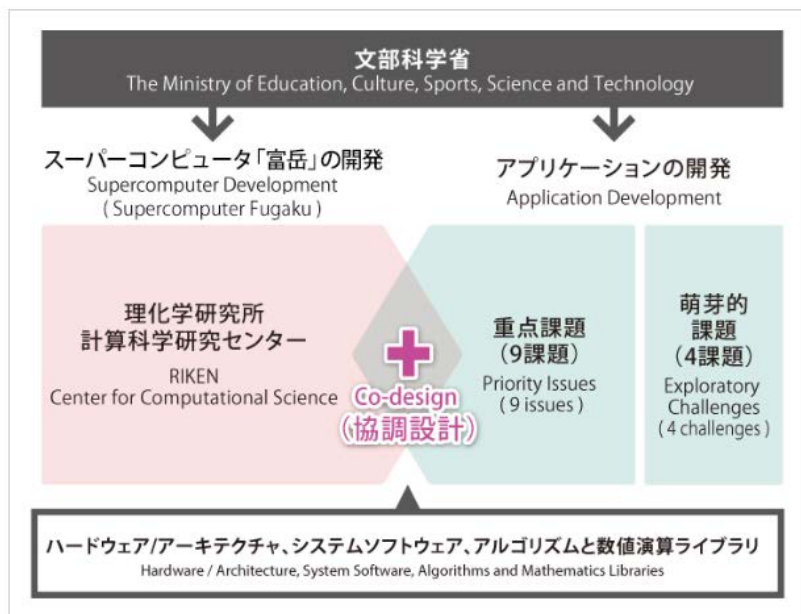 文部科学省
The Ministry of Education, Culture, Sports, Science and Technology
スーパーコンピュータ「富岳」の開発
Supercomputer Development
( Supercomputer Fugaku )
アプリケーションの開発
Application Development
理化学研究所
計算科学研究センター
RIKEN
Center for Computational Science
Co-design
(協調設計)
重点課題
(9課題)
Priority Issues
( 9 issues )
萌芽的
課題
(4課題)
Exploratory
Challenges
( 4 challenges )
ハードウェア/アーキテクチャ、システムソフトウェア、アルゴリズムと数値演算ライブラリ
Hardware / Architecture, System Software, Algorithms and Mathematics Libraries